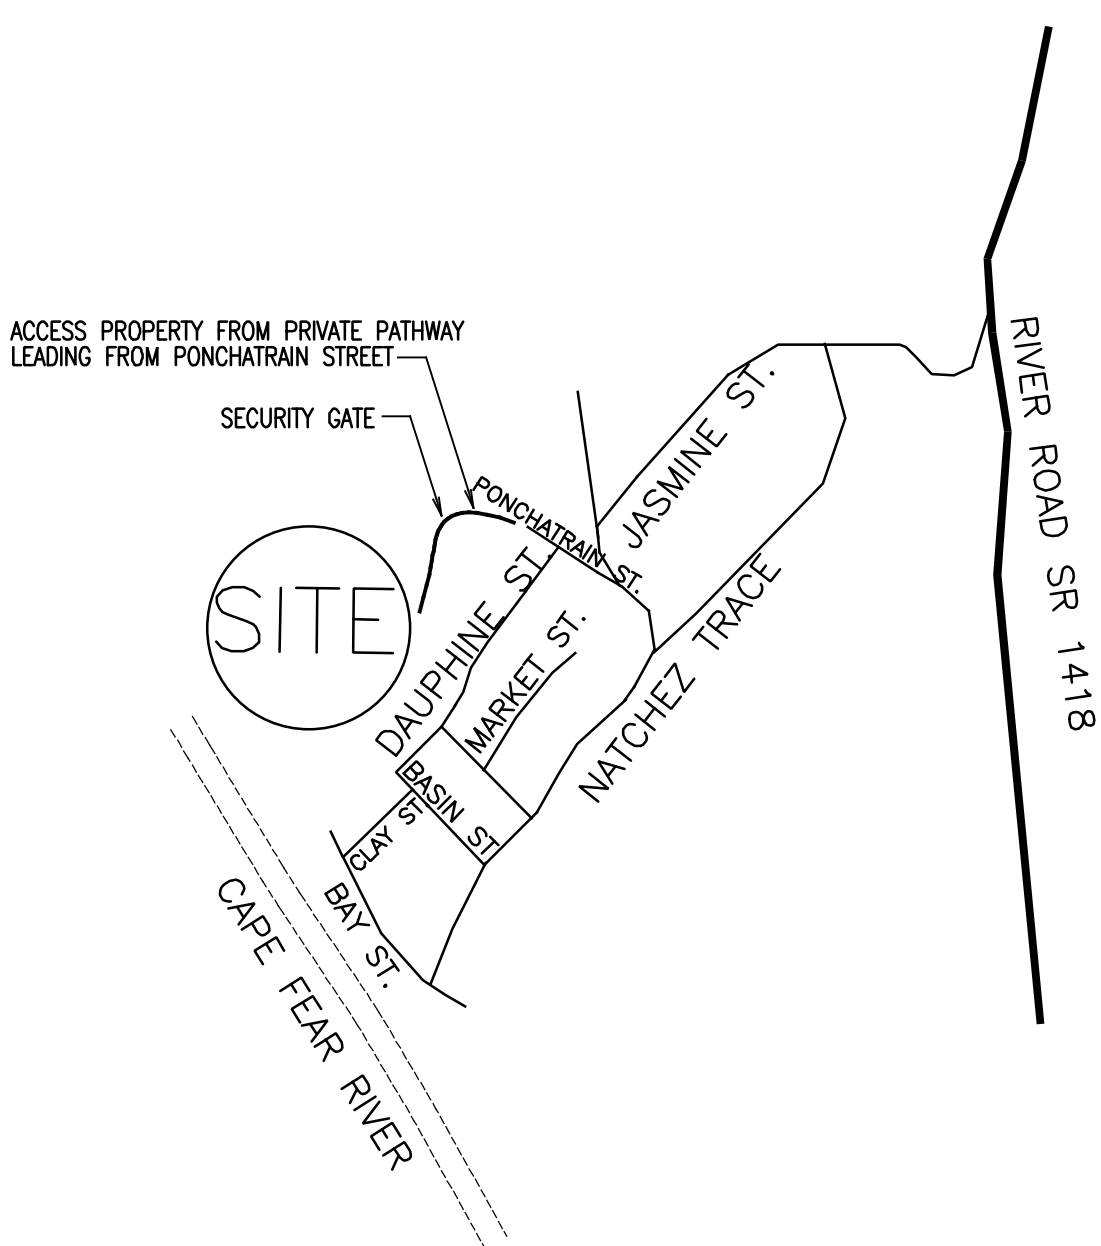 ACCESS PROPERTY FROM PRIVATE PATHWAY
LEADING FROM PONCHATRAIN STREET
SECURITY GATE
SITE
PONCHATRAIN ST.
JASMINE ST.
RIVER ROAD SR 1418
DAUPHINE ST.
MARKET ST.
NATCHEZ TRACE
BASIN ST
CLAY ST
BAY ST.
CAPE FEAR RIVER